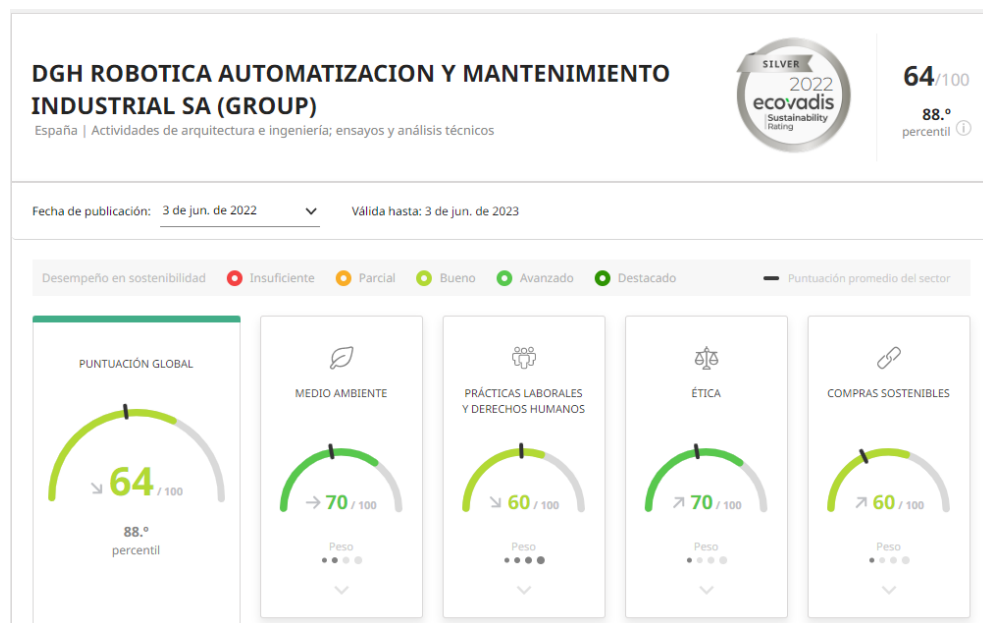 DGH ROBOTICA AUTOMATIZACION Y MANTENIMIENTO
INDUSTRIAL SA (GROUP)
España | Actividades de arquitectura e ingeniería; ensayos y análisis técnicos
SILVER
2022
ecovadis
Sustainability
Rating
64/100
88.º
percentil
Fecha de publicación: 3 de jun. de 2022 Válida hasta: 3 de jun. de 2023
Desempeño en sostenibilidad Insuficiente Parcial Bueno Avanzado Destacado Puntuación promedio del sector
PUNTUACIÓN GLOBAL
64 / 100
88.º
percentil
MEDIO AMBIENTE
70 / 100
Peso
PRÁCTICAS LABORALES
Y DERECHOS HUMANOS
60 / 100
Peso
ÉTICA
70 / 100
Peso
COMPRAS SOSTENIBLES
60 / 100
Peso